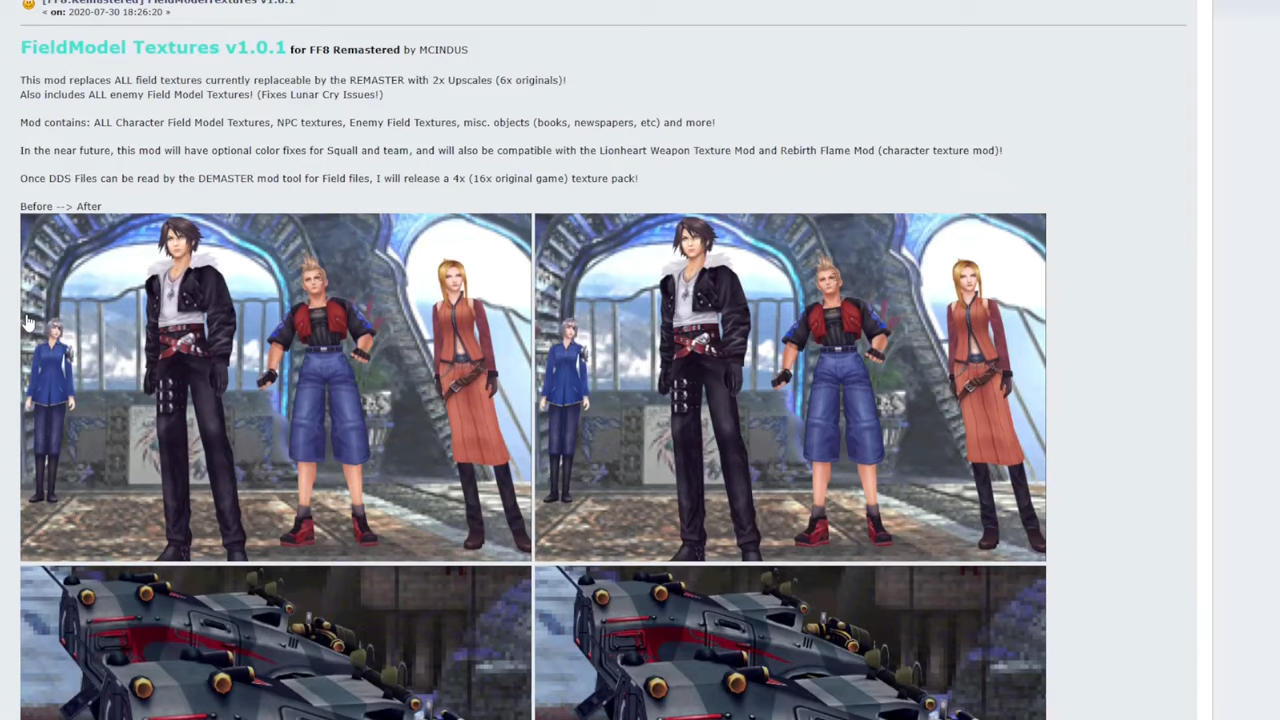 [FF8:Remastered] FieldModelTextures v1.0.1
« on: 2020-07-30 18:26:20 »
FieldModel Textures v1.0.1 for FF8 Remastered by MCINDUS
This mod replaces ALL field textures currently replaceable by the REMASTER with 2x Upscales (6x originals)!
Also includes ALL enemy Field Model Textures! (Fixes Lunar Cry Issues!)
Mod contains: ALL Character Field Model Textures, NPC textures, Enemy Field Textures, misc. objects (books, newspapers, etc) and more!
In the near future, this mod will have optional color fixes for Squall and team, and will also be compatible with the Lionheart Weapon Texture Mod and Rebirth Flame Mod (character texture mod)!
Once DDS Files can be read by the DEMASTER mod tool for Field files, I will release a 4x (16x original game) texture pack!
Before --> After